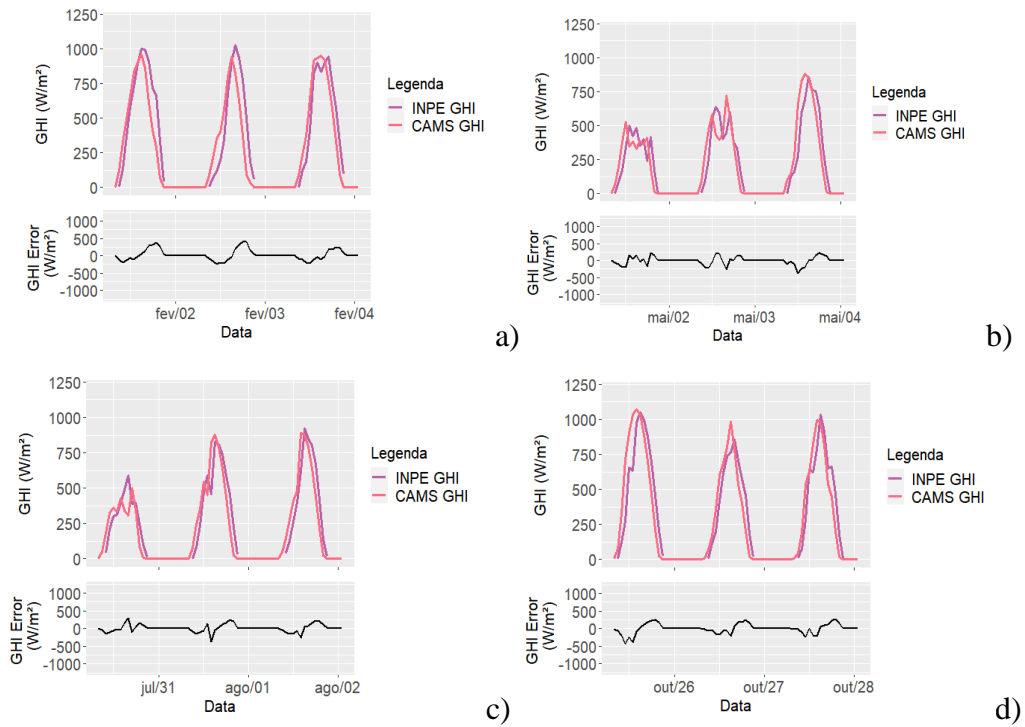 1250
1000
750
500
250
0
GHI (W/m²)
Legenda
INPE GHI
CAMS GHI
1000
500
0
-500
-1000
GHI Error
(W/m²)
fev/02
fev/03
fev/04
Data
a)
1250
1000
750
500
250
0
GHI (W/m²)
Legenda
INPE GHI
CAMS GHI
1000
500
0
-500
-1000
GHI Error
(W/m²)
mai/02
mai/03
mai/04
Data
b)
1250
1000
750
500
250
0
GHI (W/m²)
Legenda
INPE GHI
CAMS GHI
1000
500
0
-500
-1000
GHI Error
(W/m²)
jul/31
ago/01
ago/02
Data
c)
1250
1000
750
500
250
0
GHI (W/m²)
Legenda
INPE GHI
CAMS GHI
1000
500
0
-500
-1000
GHI Error
(W/m²)
out/26
out/27
out/28
Data
d)